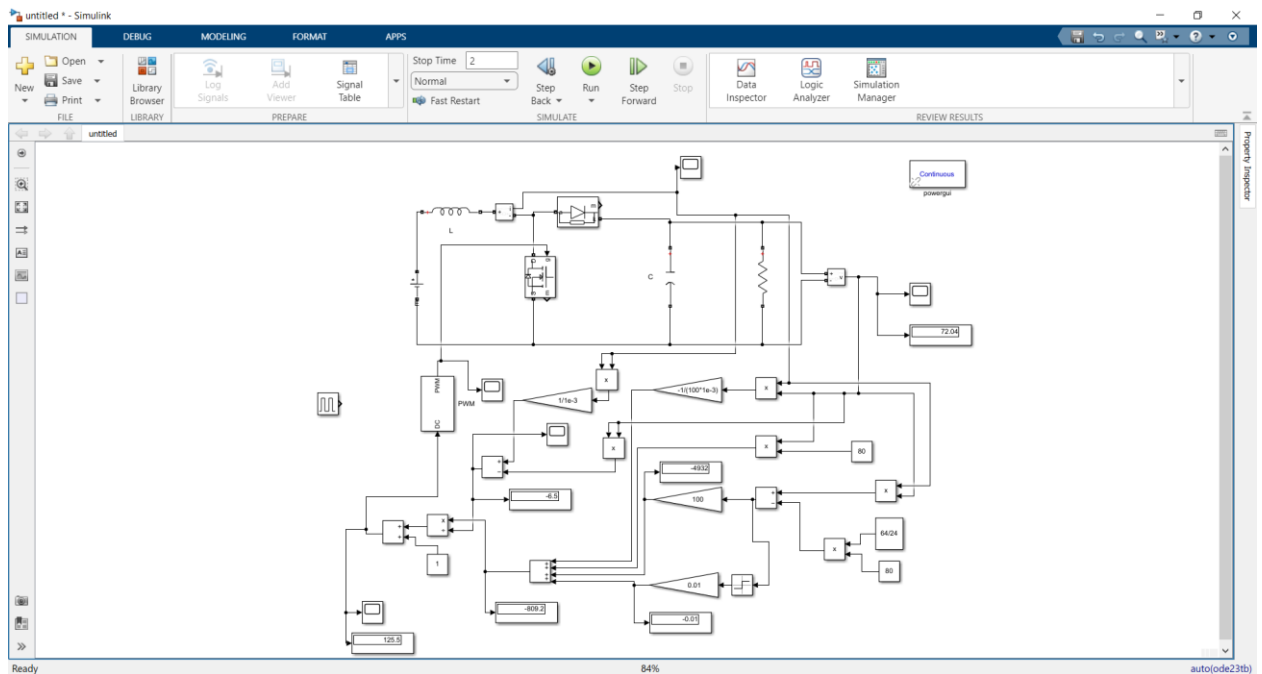 untitled * - Simulink
SIMULATION DEBUG MODELING FORMAT APPS
New
Open
Save
Print
FILE
Library Browser
LIBRARY
Log Signals
Add Viewer
Signal Table
PREPARE
Stop Time 2
Normal
Fast Restart
Step Back
Run
Step Forward
Stop
SIMULATE
Data Inspector
Logic Analyzer
Simulation Manager
REVIEW RESULTS
untitled
Property Inspector
Continuous
powergui
L
C
72.04
PWM
DC
PWM
1/1e-3
-1/(100*1e-3)
x
x
x
x
80
-4932
-6.5
100
x
64/24
x
80
1
0.01
-809.2
-0.01
125.5
Ready
84%
auto(ode23tb)